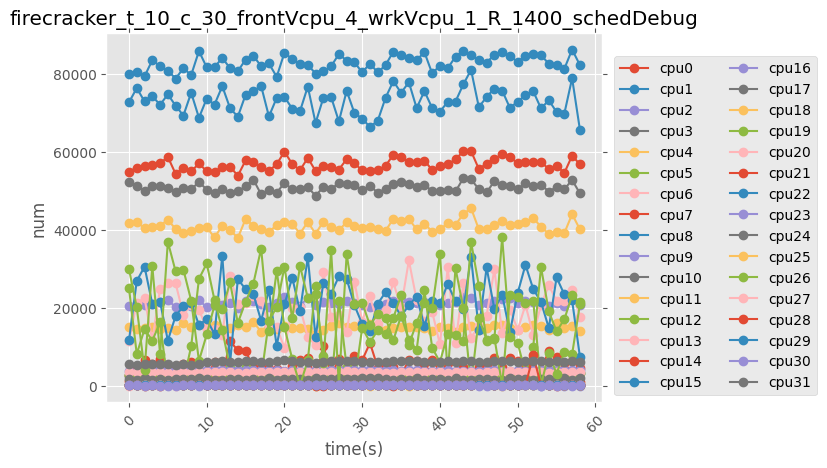 firecracker_t_10_c_30_frontVcpu_4_wrkVcpu_1_R_1400_schedDebug
num
80000
60000
40000
20000
0
0
10
20
30
40
50
60
time(s)
cpu0
cpu1
cpu2
cpu3
cpu4
cpu5
cpu6
cpu7
cpu8
cpu9
cpu10
cpu11
cpu12
cpu13
cpu14
cpu15
cpu16
cpu17
cpu18
cpu19
cpu20
cpu21
cpu22
cpu23
cpu24
cpu25
cpu26
cpu27
cpu28
cpu29
cpu30
cpu31